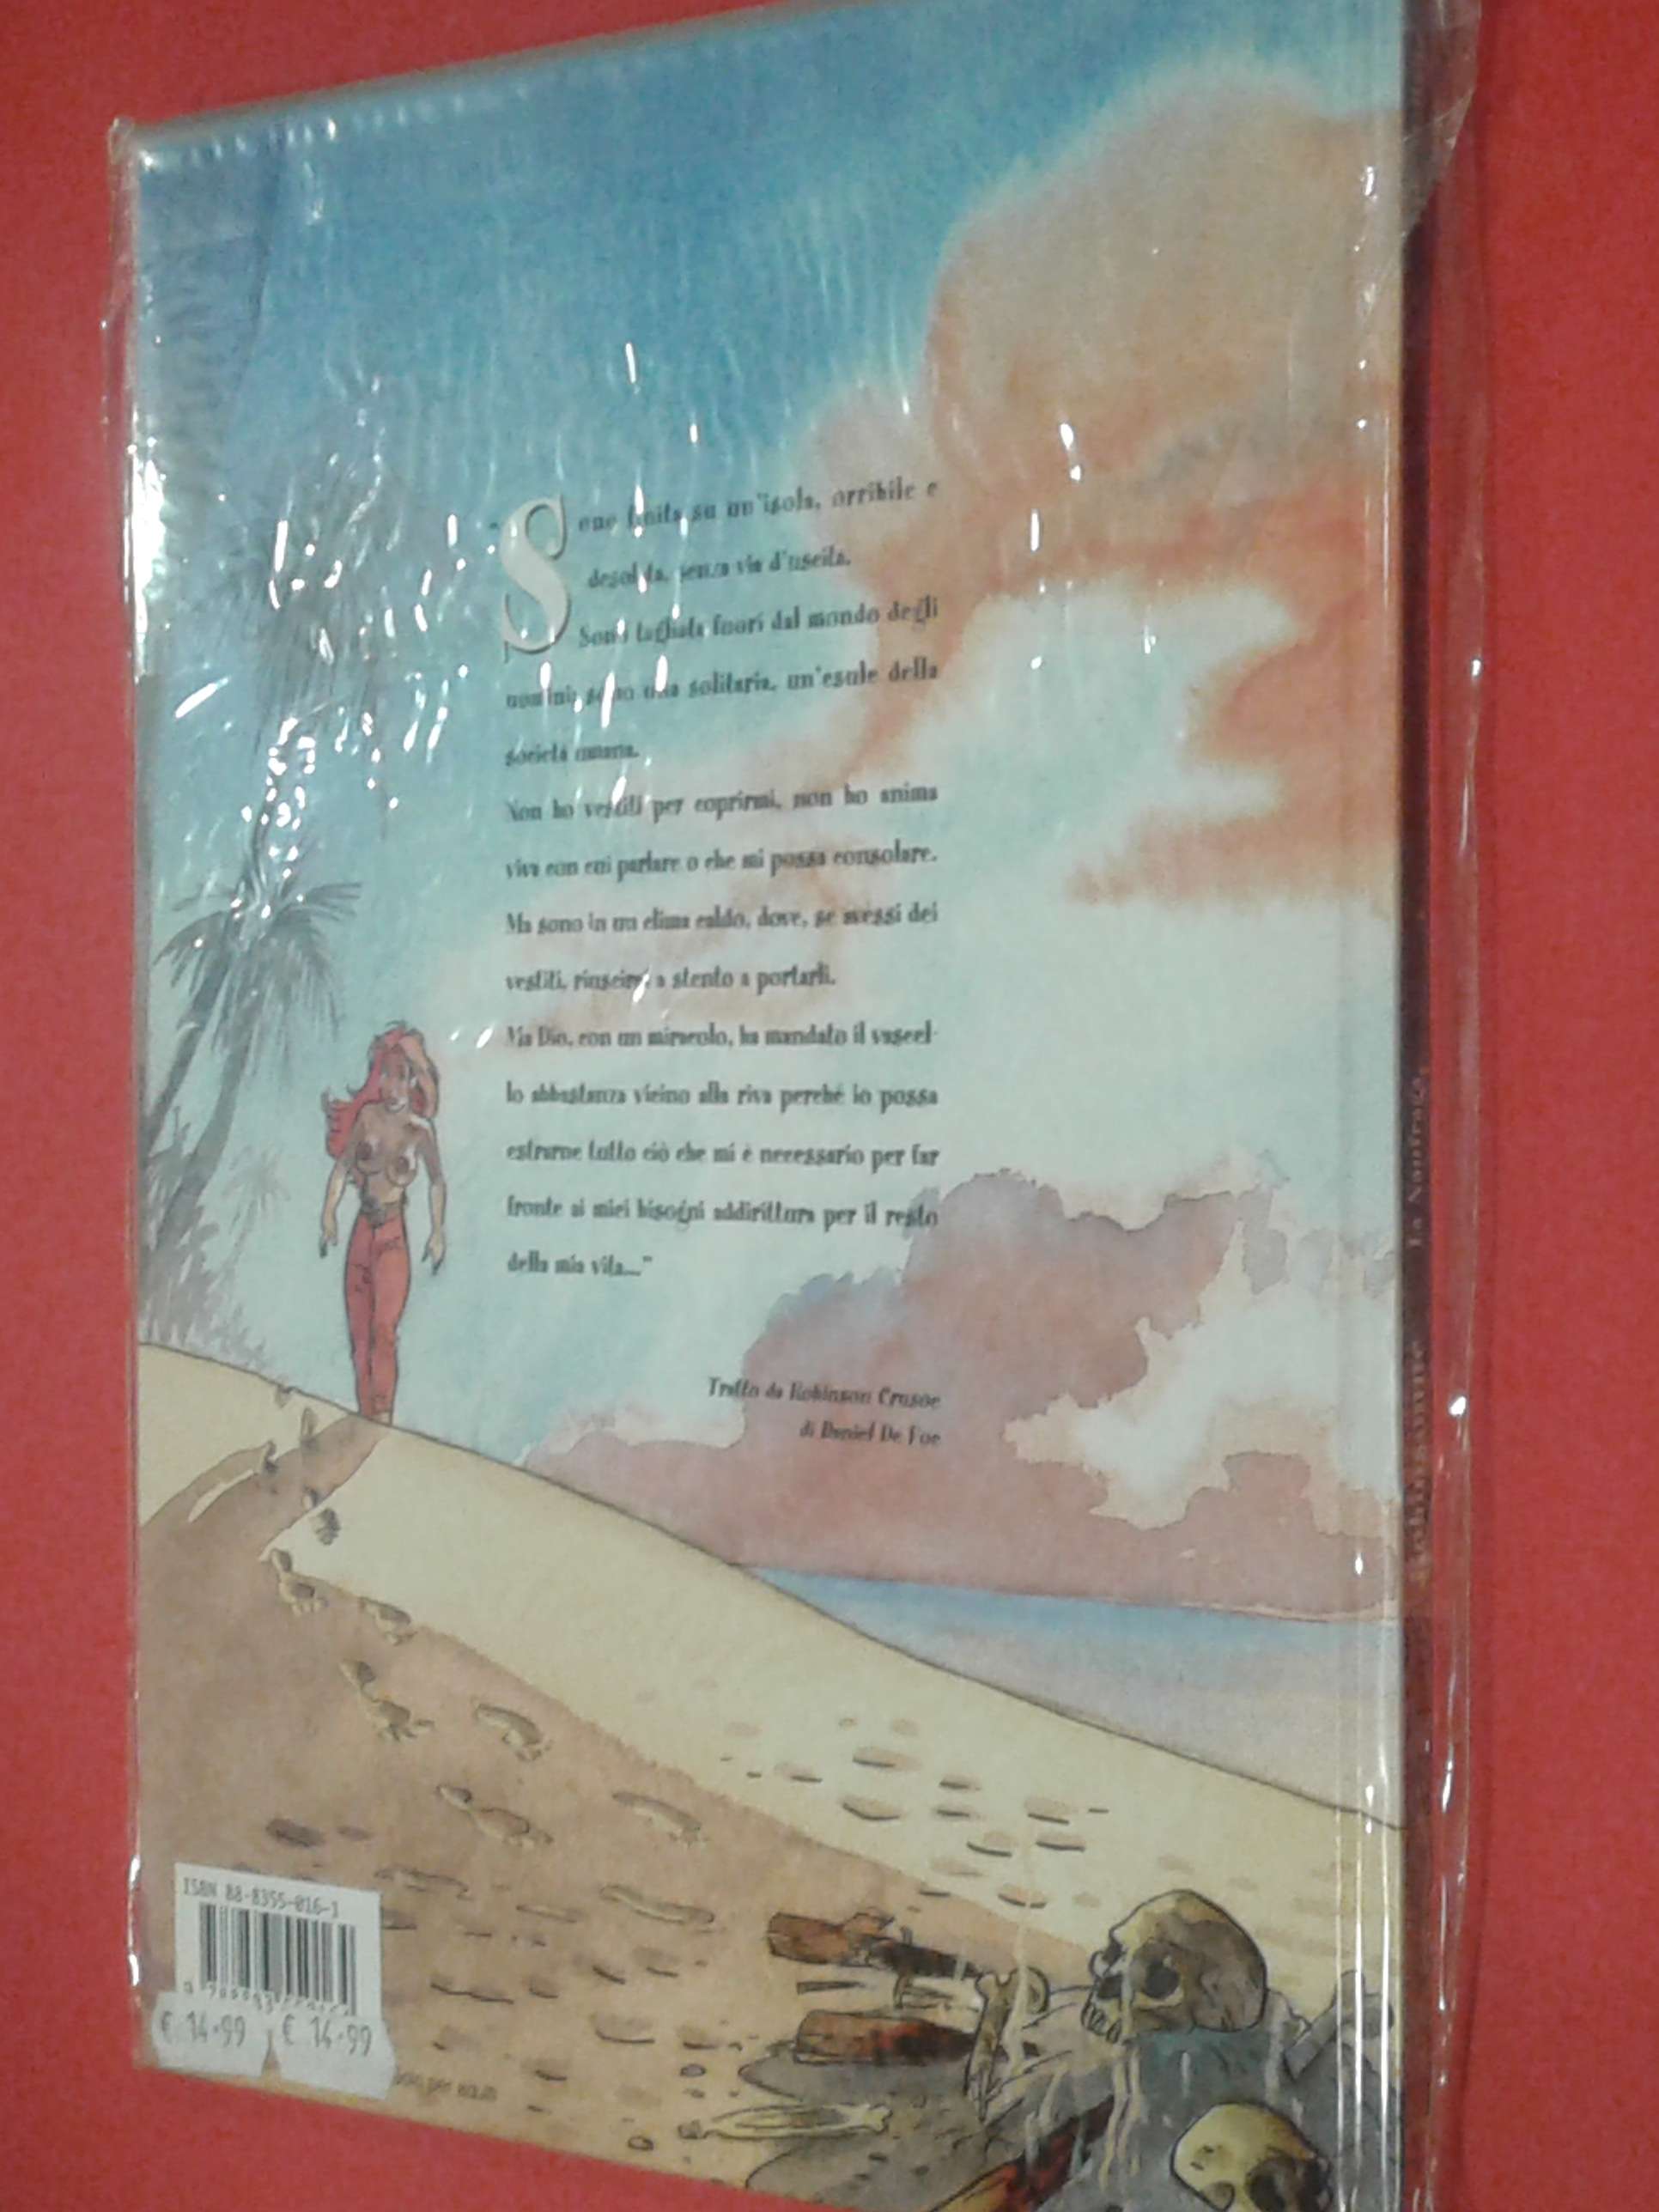 "Sono finita su un'isola, orribile e
desolata, senza via d'uscita.
Sono tagliata fuori dal mondo degli
uomini; sono una solitaria, un'esule della
società umana.
Non ho vestiti per coprirmi, non ho anima
viva con cui parlare o che mi possa consolare.
Ma sono in un clima caldo, dove, se avessi dei
vestiti, riuscirei a stento a portarli.
Ma Dio, con un miracolo, ha mandato il vascel-
lo abbastanza vicino alla riva perché io possa
estrarne tutto ciò che mi è necessario per far
fronte ai miei bisogni addirittura per il resto
della mia vita..."
Tratto da Robinson Crusoe
di Daniel De Foe
Robinsonne La Naufraga
ISBN 88-8355-016-1
€ 14.99 € 14.99
per